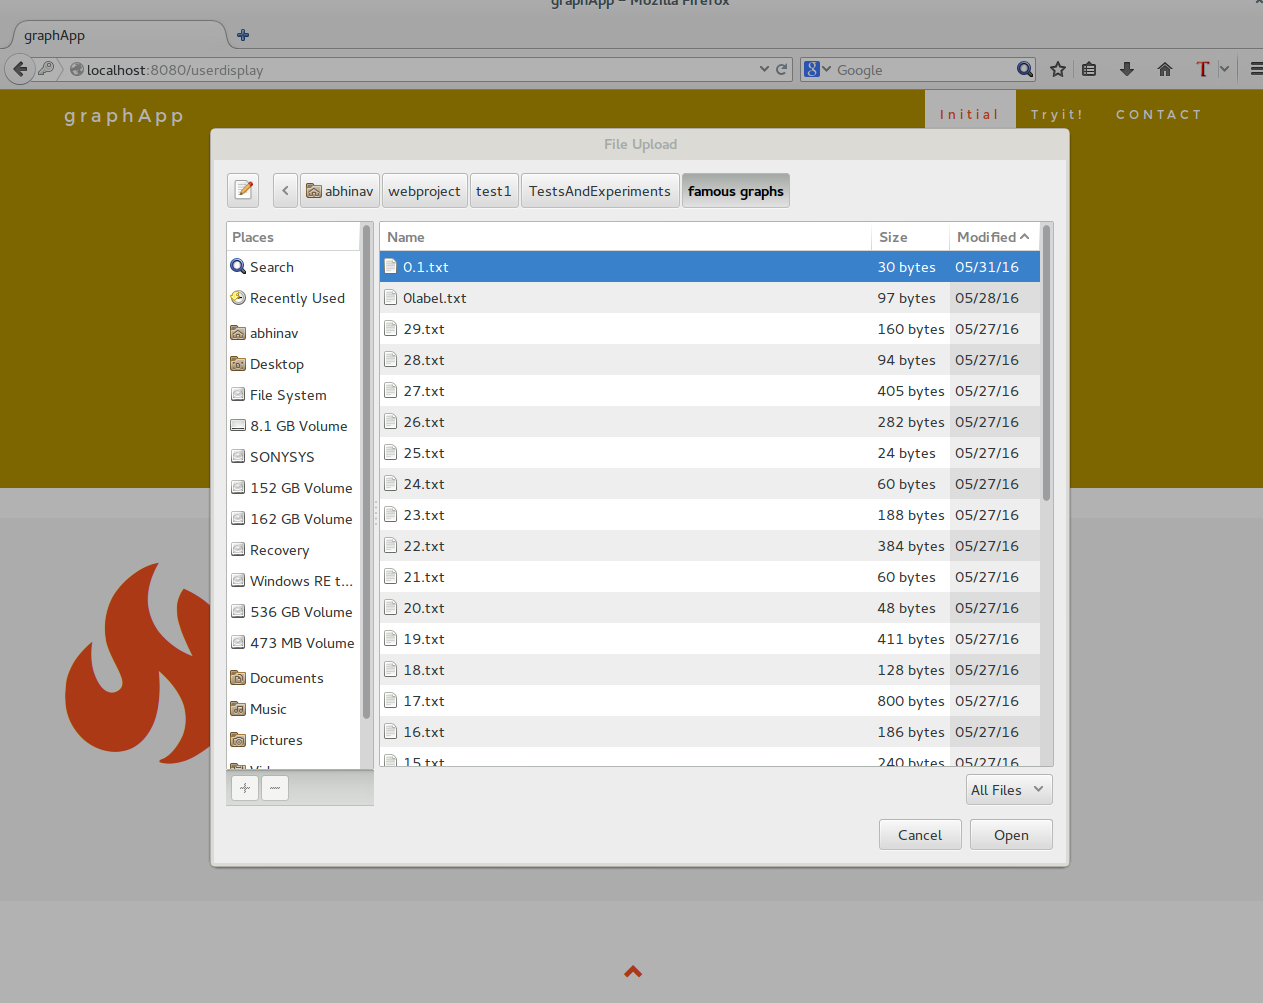 graphApp - Mozilla Firefox
graphApp
localhost:8080/userdisplay
8 Google
T
graphApp
Initial Tryit! CONTACT
File Upload
abhinav webproject test1 TestsAndExperiments famous graphs
Places
Search
Recently Used
abhinav
Desktop
File System
8.1 GB Volume
SONYSYS
152 GB Volume
162 GB Volume
Recovery
Windows RE t...
536 GB Volume
473 MB Volume
Documents
Music
Pictures
Name Size Modified
0.1.txt 30 bytes 05/31/16
0label.txt 97 bytes 05/28/16
29.txt 160 bytes 05/27/16
28.txt 94 bytes 05/27/16
27.txt 405 bytes 05/27/16
26.txt 282 bytes 05/27/16
25.txt 24 bytes 05/27/16
24.txt 60 bytes 05/27/16
23.txt 188 bytes 05/27/16
22.txt 384 bytes 05/27/16
21.txt 60 bytes 05/27/16
20.txt 48 bytes 05/27/16
19.txt 411 bytes 05/27/16
18.txt 128 bytes 05/27/16
17.txt 800 bytes 05/27/16
16.txt 186 bytes 05/27/16
15.txt 240 bytes 05/27/16
All Files
Cancel Open